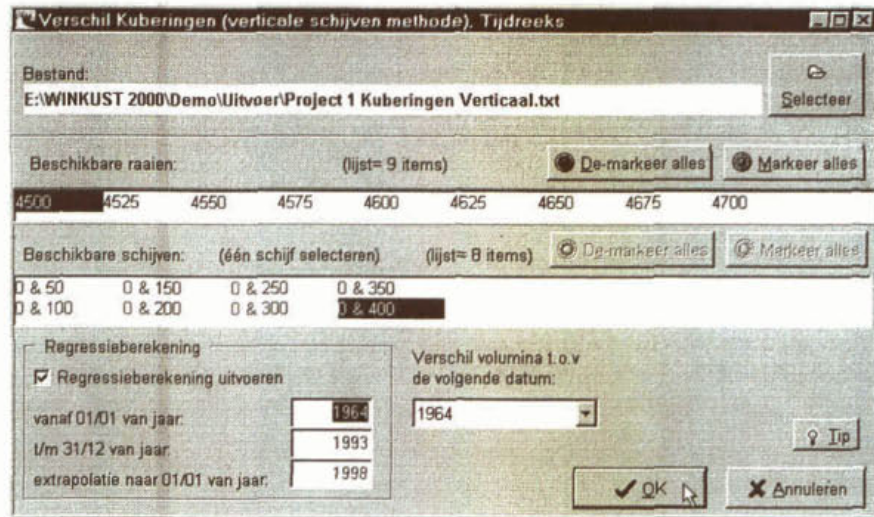 Verschil Kuberingen (verticale schijven methode). Tijdreeks
Bestand:
E:\WINKUST 2000\Demo\Uitvoer\Project 1 Kuberingen Verticaal.txt
Selecteer
Beschikbare raaien: (lijst= 9 items) De-markeer alles Markeer alles
4500 4525 4550 4575 4600 4625 4650 4675 4700
Beschikbare schijven: (één schijf selecteren) (lijst= 8 items) De-markeer alles Markeer alles
0 & 50 0 & 150 0 & 250 0 & 350
0 & 100 0 & 200 0 & 300 0 & 400
Regressieberekening
Regressieberekening uitvoeren
vanaf 01/01 van jaar: 1964
t/m 31/12 van jaar: 1993
extrapolatie naar 01/01 van jaar: 1998
Verschil volumina t.o.v
de volgende datum:
1964
Tip
OK Annuleren